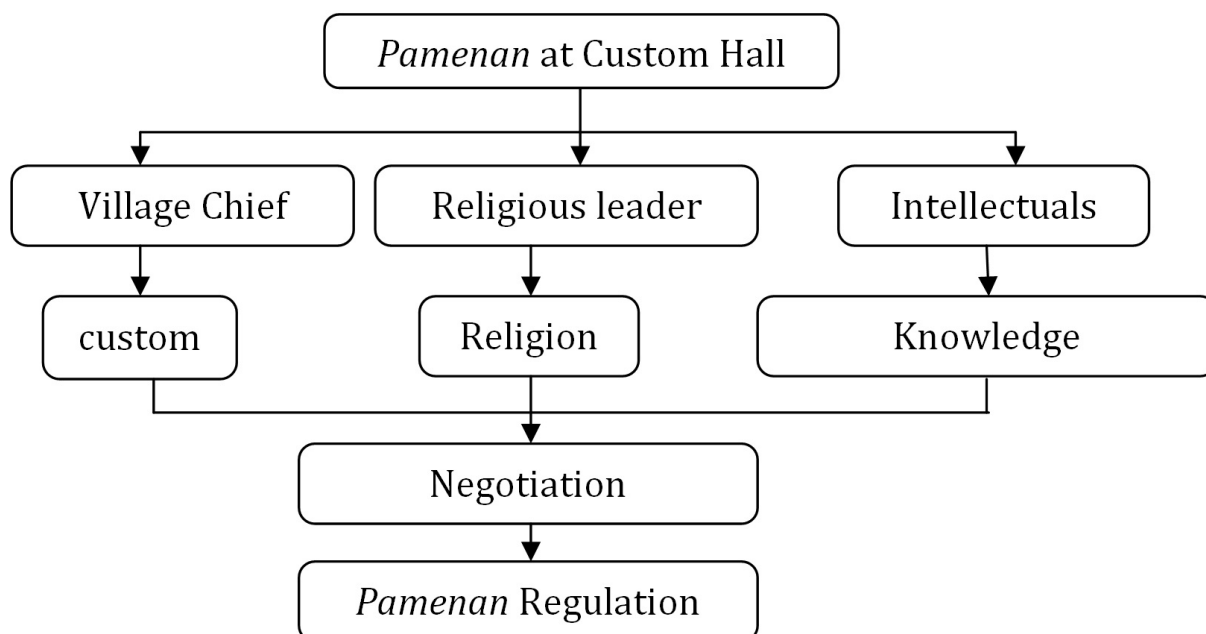 Pamenan at Custom Hall
Village Chief
Religious leader
Intellectuals
custom
Religion
Knowledge
Negotiation
Pamenan Regulation